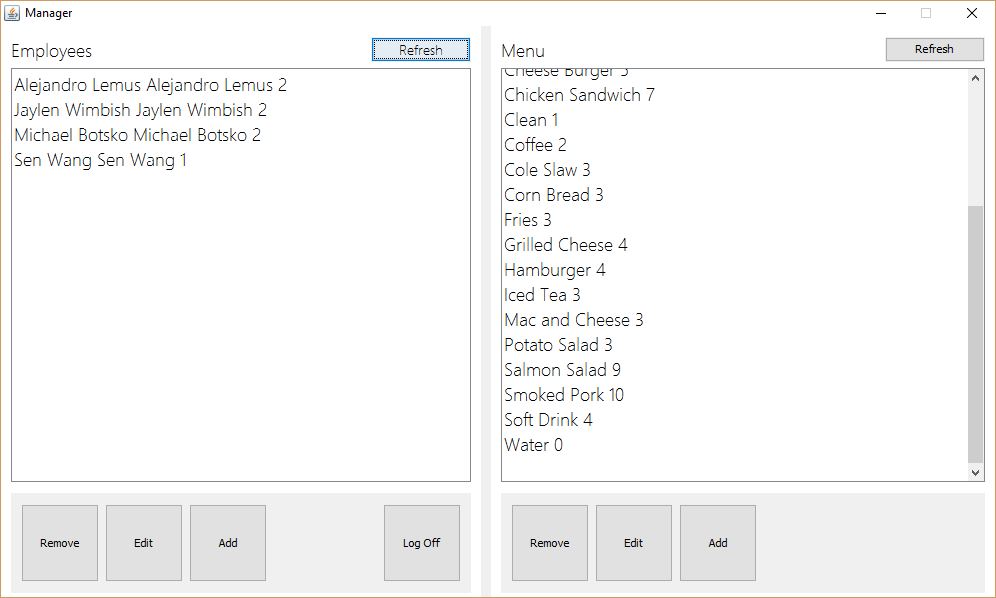 Manager
Employees
Refresh
Alejandro Lemus Alejandro Lemus 2
Jaylen Wimbish Jaylen Wimbish 2
Michael Botsko Michael Botsko 2
Sen Wang Sen Wang 1
Remove
Edit
Add
Log Off
Menu
Refresh
Cheese Burger 5
Chicken Sandwich 7
Clean 1
Coffee 2
Cole Slaw 3
Corn Bread 3
Fries 3
Grilled Cheese 4
Hamburger 4
Iced Tea 3
Mac and Cheese 3
Potato Salad 3
Salmon Salad 9
Smoked Pork 10
Soft Drink 4
Water 0
Remove
Edit
Add